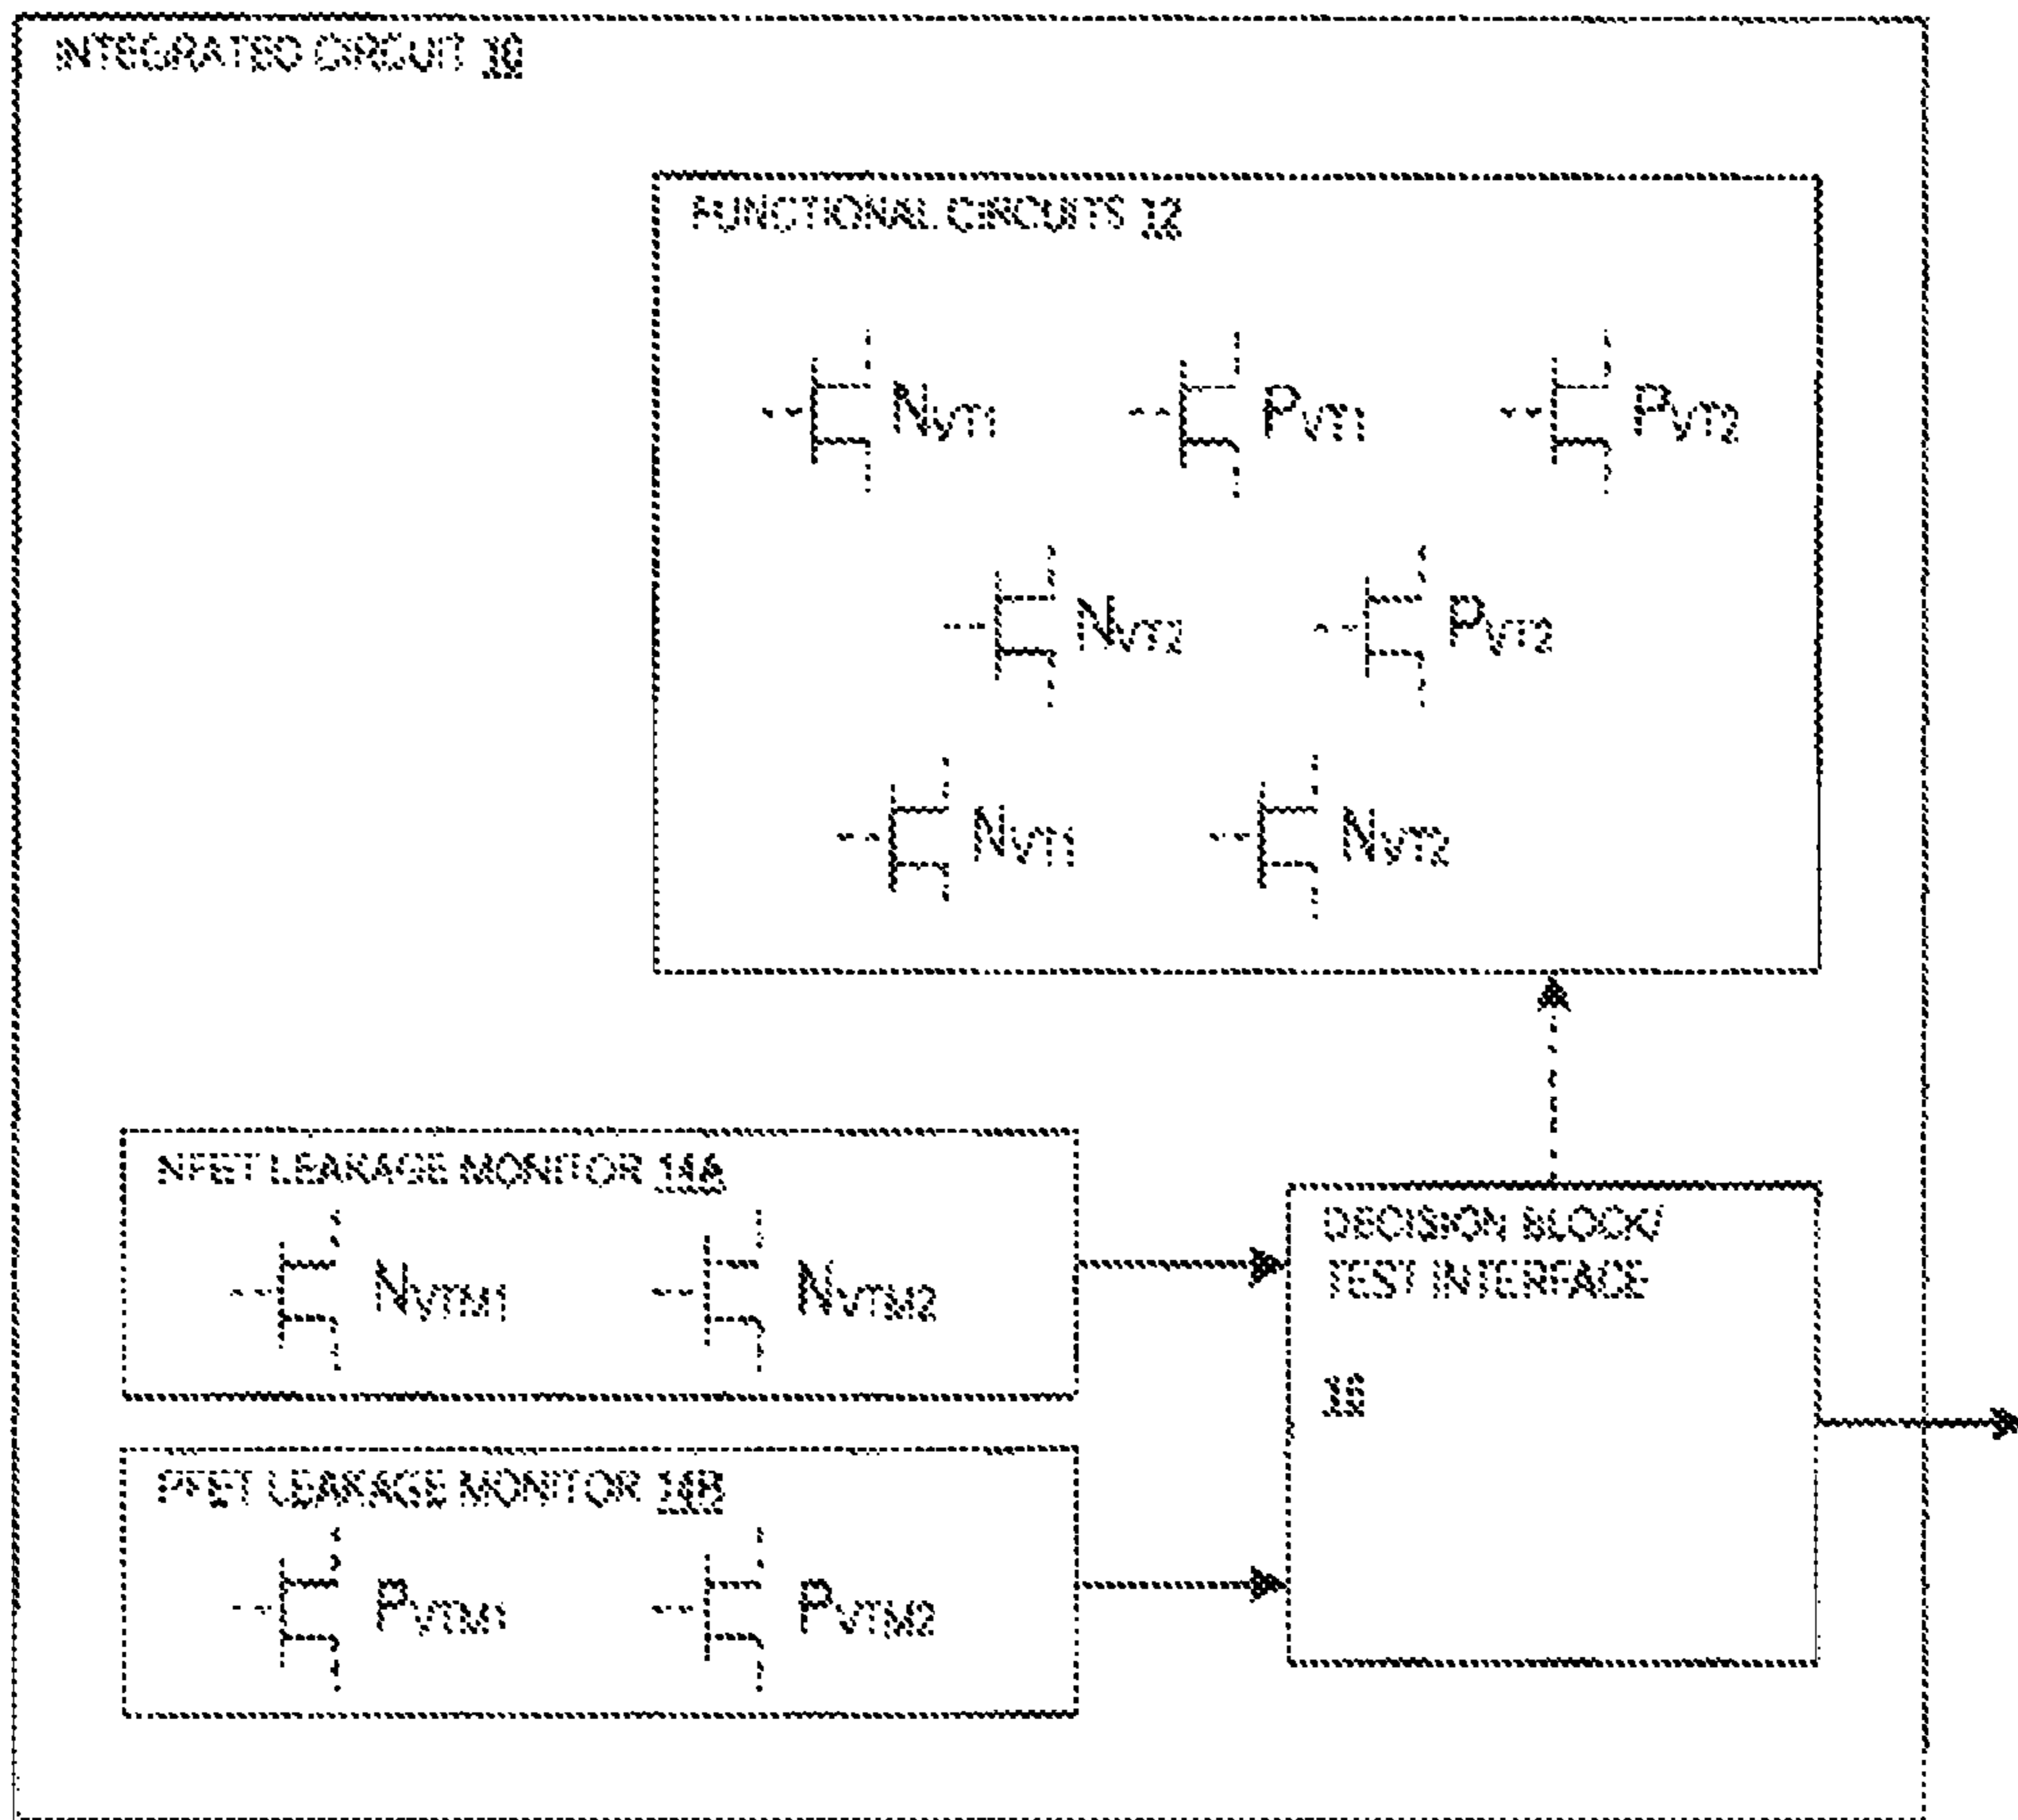 INTEGRATED CIRCUIT 10
FUNCTIONAL CIRCUITS 12
NVT1 PVT1 PVT2
NVT2 PVT2
NVT1 NVT2
NFET LEAKAGE MONITOR 14A
NVTM1 NVTM2
DECISION BLOCK/
TEST INTERFACE
PFET LEAKAGE MONITOR 14B
PVTM1 PVTM2